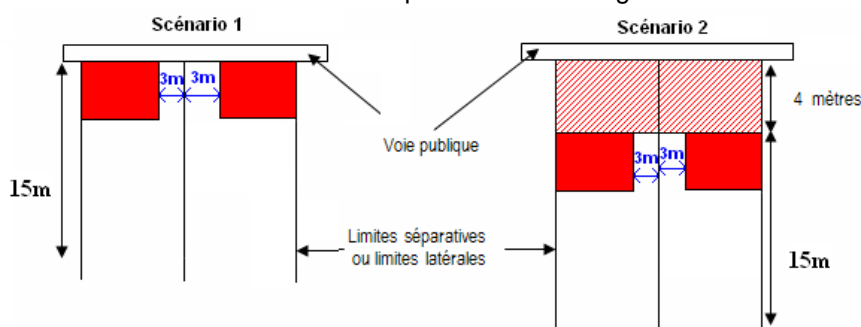 Scénario 1
Scénario 2
3m 3m
4 mètres
Voie publique
3m 3m
15m
Limites séparatives
ou limites latérales
15m